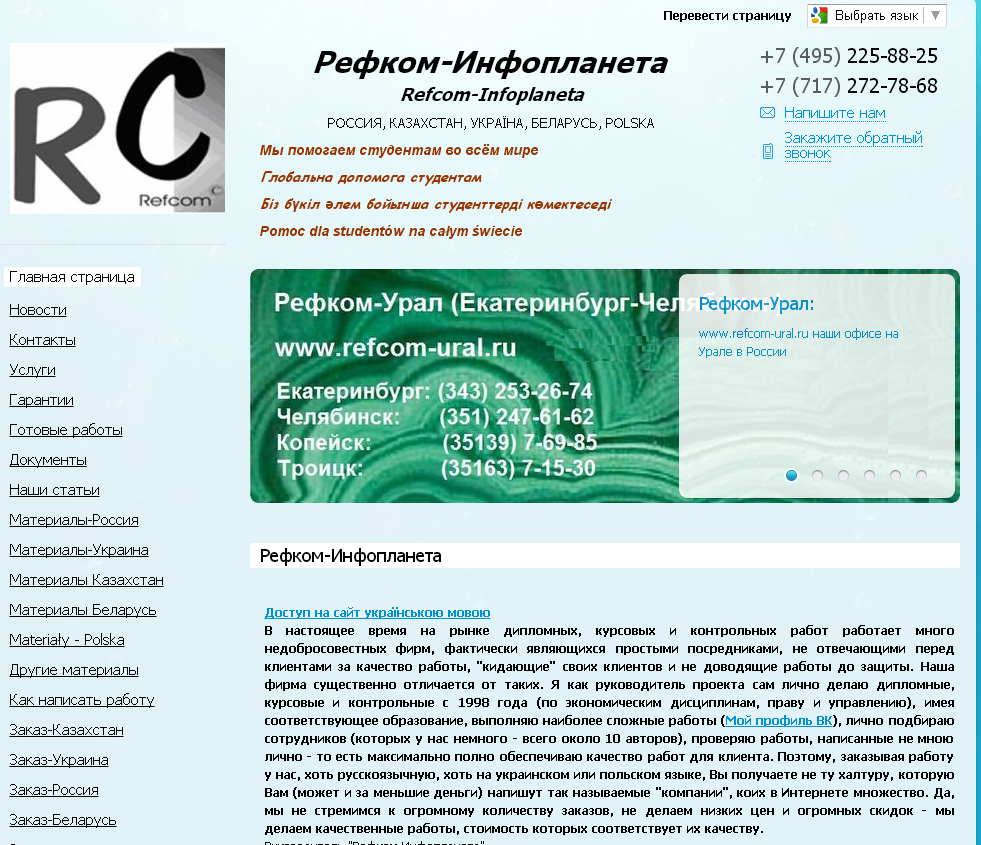 Перевести страницу
Выбрать язык
RC
Refcom©
Рефком-Инфопланета
Refcom-Infoplaneta
РОССИЯ, КАЗАХСТАН, УКРАЇНА, БЕЛАРУСЬ, POLSKA
Мы помогаем студентам во всём мире
Глобальна допомога студентам
Біз бүкіл әлем бойынша студенттерді көмектеседі
Pomoc dla studentów na całym świecie
+7 (495) 225-88-25
+7 (717) 272-78-68
Напишите нам
Закажите обратный
звонок
Главная страница
Новости
Контакты
Услуги
Гарантии
Готовые работы
Документы
Наши статьи
Материалы-Россия
Материалы-Украина
Материалы Казахстан
Материалы Беларусь
Materiały - Polska
Другие материалы
Как написать работу
Заказ-Казахстан
Заказ-Украина
Заказ-Россия
Заказ-Беларусь
Рефком-Урал (Екатеринбург-Челяб
www.refcom-ural.ru
Екатеринбург: (343) 253-26-74
Челябинск: (351) 247-61-62
Копейск: (35139) 7-69-85
Троицк: (35163) 7-15-30
Рефком-Урал:
www.refcom-ural.ru наши офисе на
Урале в России
Рефком-Инфопланета
Доступ на сайт українською мовою
В настоящее время на рынке дипломных, курсовых и контрольных работ работает много
недобросовестных фирм, фактически являющихся простыми посредниками, не отвечающими перед
клиентами за качество работы, "кидающие" своих клиентов и не доводящие работы до защиты. Наша
фирма существенно отличается от таких. Я как руководитель проекта сам лично делаю дипломные,
курсовые и контрольные с 1998 года (по экономическим дисциплинам, праву и управлению), имея
соответствующее образование, выполняю наиболее сложные работы (Мой профиль ВК), лично подбираю
сотрудников (которых у нас немного - всего около 10 авторов), проверяю работы, написанные не мною
лично - то есть максимально полно обеспечиваю качество работ для клиента. Поэтому, заказывая работу
у нас, хоть русскоязычную, хоть на украинском или польском языке, Вы получаете не ту халтуру, которую
Вам (может и за меньшие деньги) напишут так называемые "компании", коих в Интернете множество. Да,
мы не стремимся к огромному количеству заказов, не делаем низких цен и огромных скидок - мы
делаем качественные работы, стоимость которых соответствует их качеству.